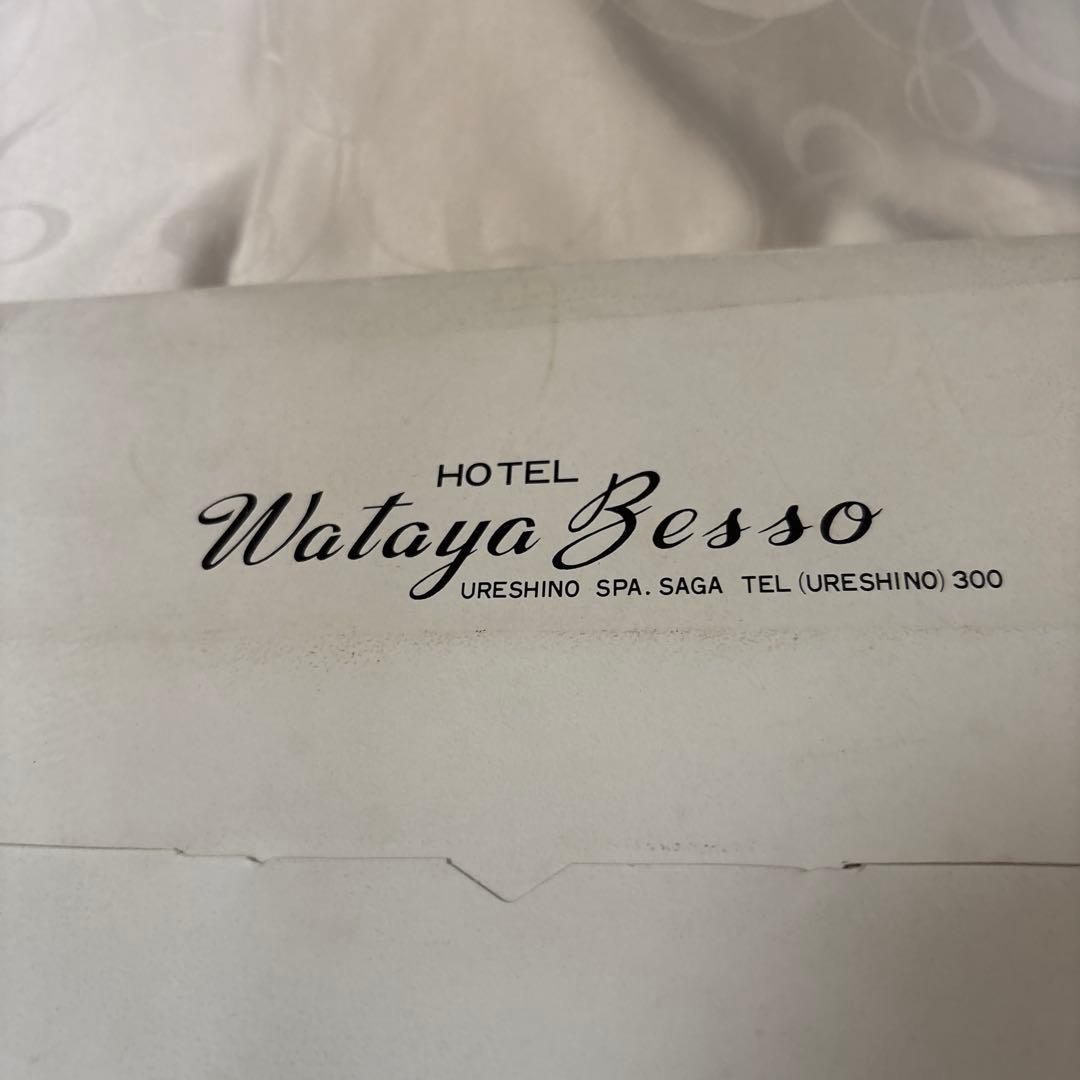 HOTEL
Wataya Besso
URESHINO SPA. SAGA TEL (URESHINO) 300